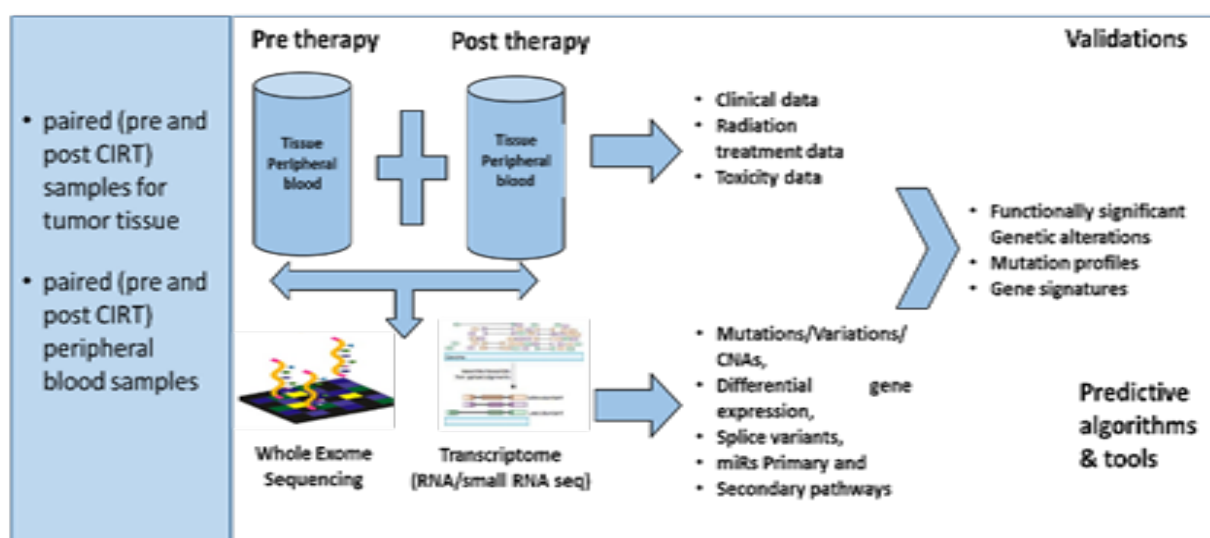 • paired (pre and
post CIRT)
samples for
tumor tissue
• paired (pre and
post CIRT)
peripheral
blood samples
Pre therapy
Post therapy
Validations
Tissue
Peripheral
blood
Tissue
Peripheral
blood
• Clinical data
• Radiation
treatment data
• Toxicity data
• Functionally significant
Genetic alterations
• Mutation profiles
• Gene signatures
Whole Exome
Sequencing
Transcriptome
(RNA/small RNA seq)
• Mutations/Variations/
CNAs,
• Differential gene
expression,
• Splice variants,
• miRs Primary and
• Secondary pathways
Predictive
algorithms
& tools